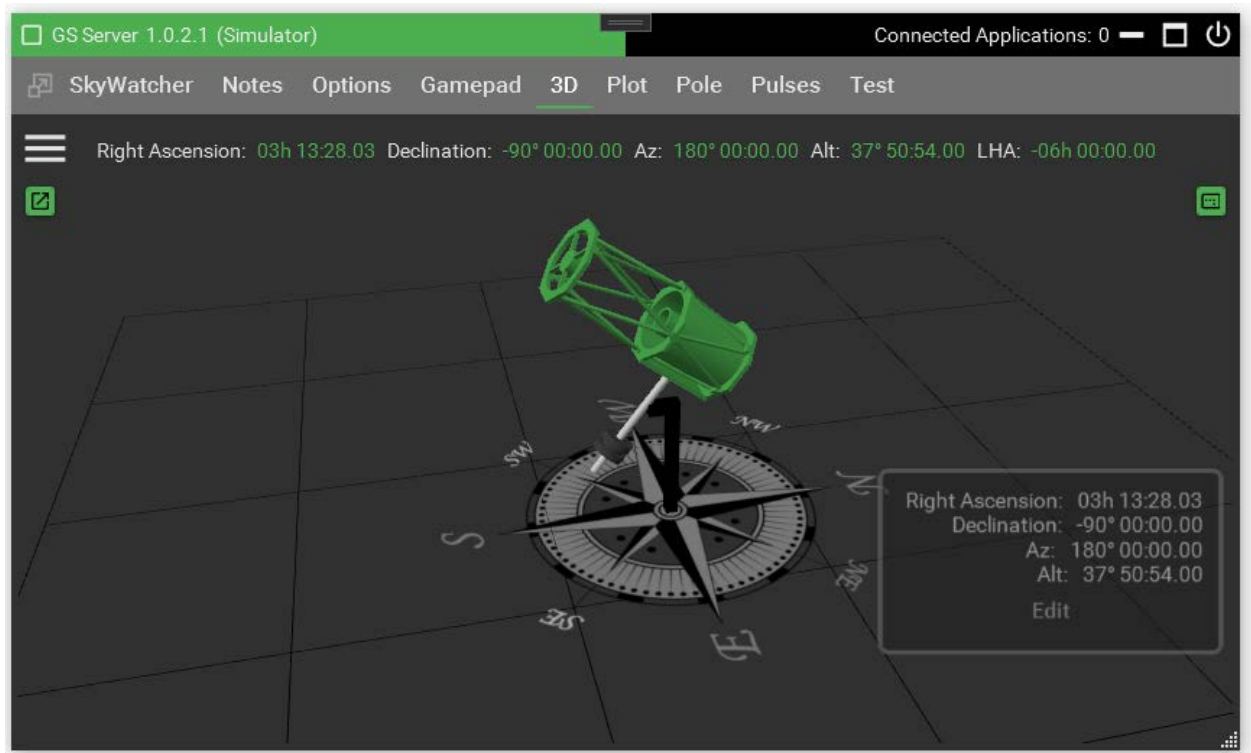 GS Server 1.0.2.1 (Simulator) Connected Applications: 0
SkyWatcher Notes Options Gamepad 3D Plot Pole Pulses Test
Right Ascension: 03h 13:28.03 Declination: -90° 00:00.00 Az: 180° 00:00.00 Alt: 37° 50:54.00 LHA: -06h 00:00.00
W
NW
SW
N
S
NE
SE
E
Right Ascension: 03h 13:28.03
Declination: -90° 00:00.00
Az: 180° 00:00.00
Alt: 37° 50:54.00
Edit